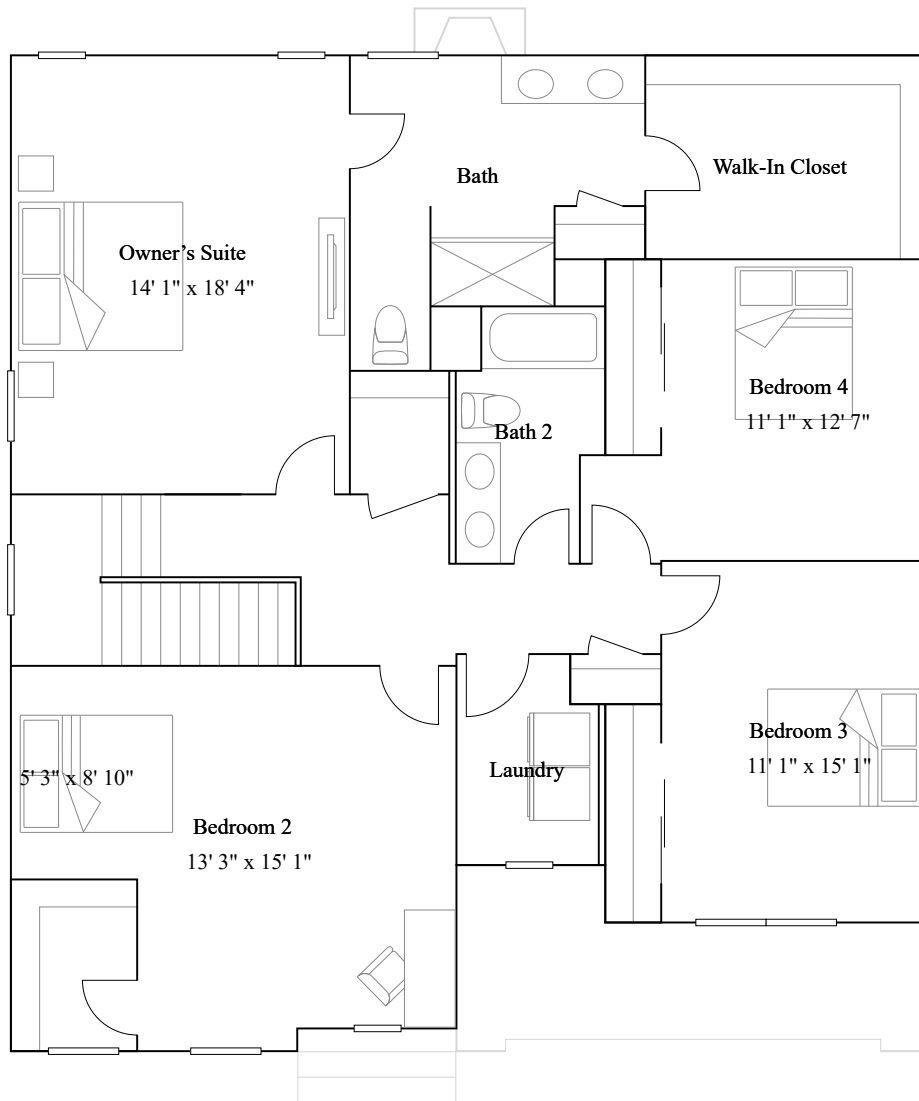 Bath
Walk-In Closet
Owner’s Suite
14' 1" x 18' 4"
Bedroom 4
11' 1" x 12' 7"
Bath 2
Bedroom 3
11' 1" x 15' 1"
Laundry
5' 3" x 8' 10"
Bedroom 2
13' 3" x 15' 1"